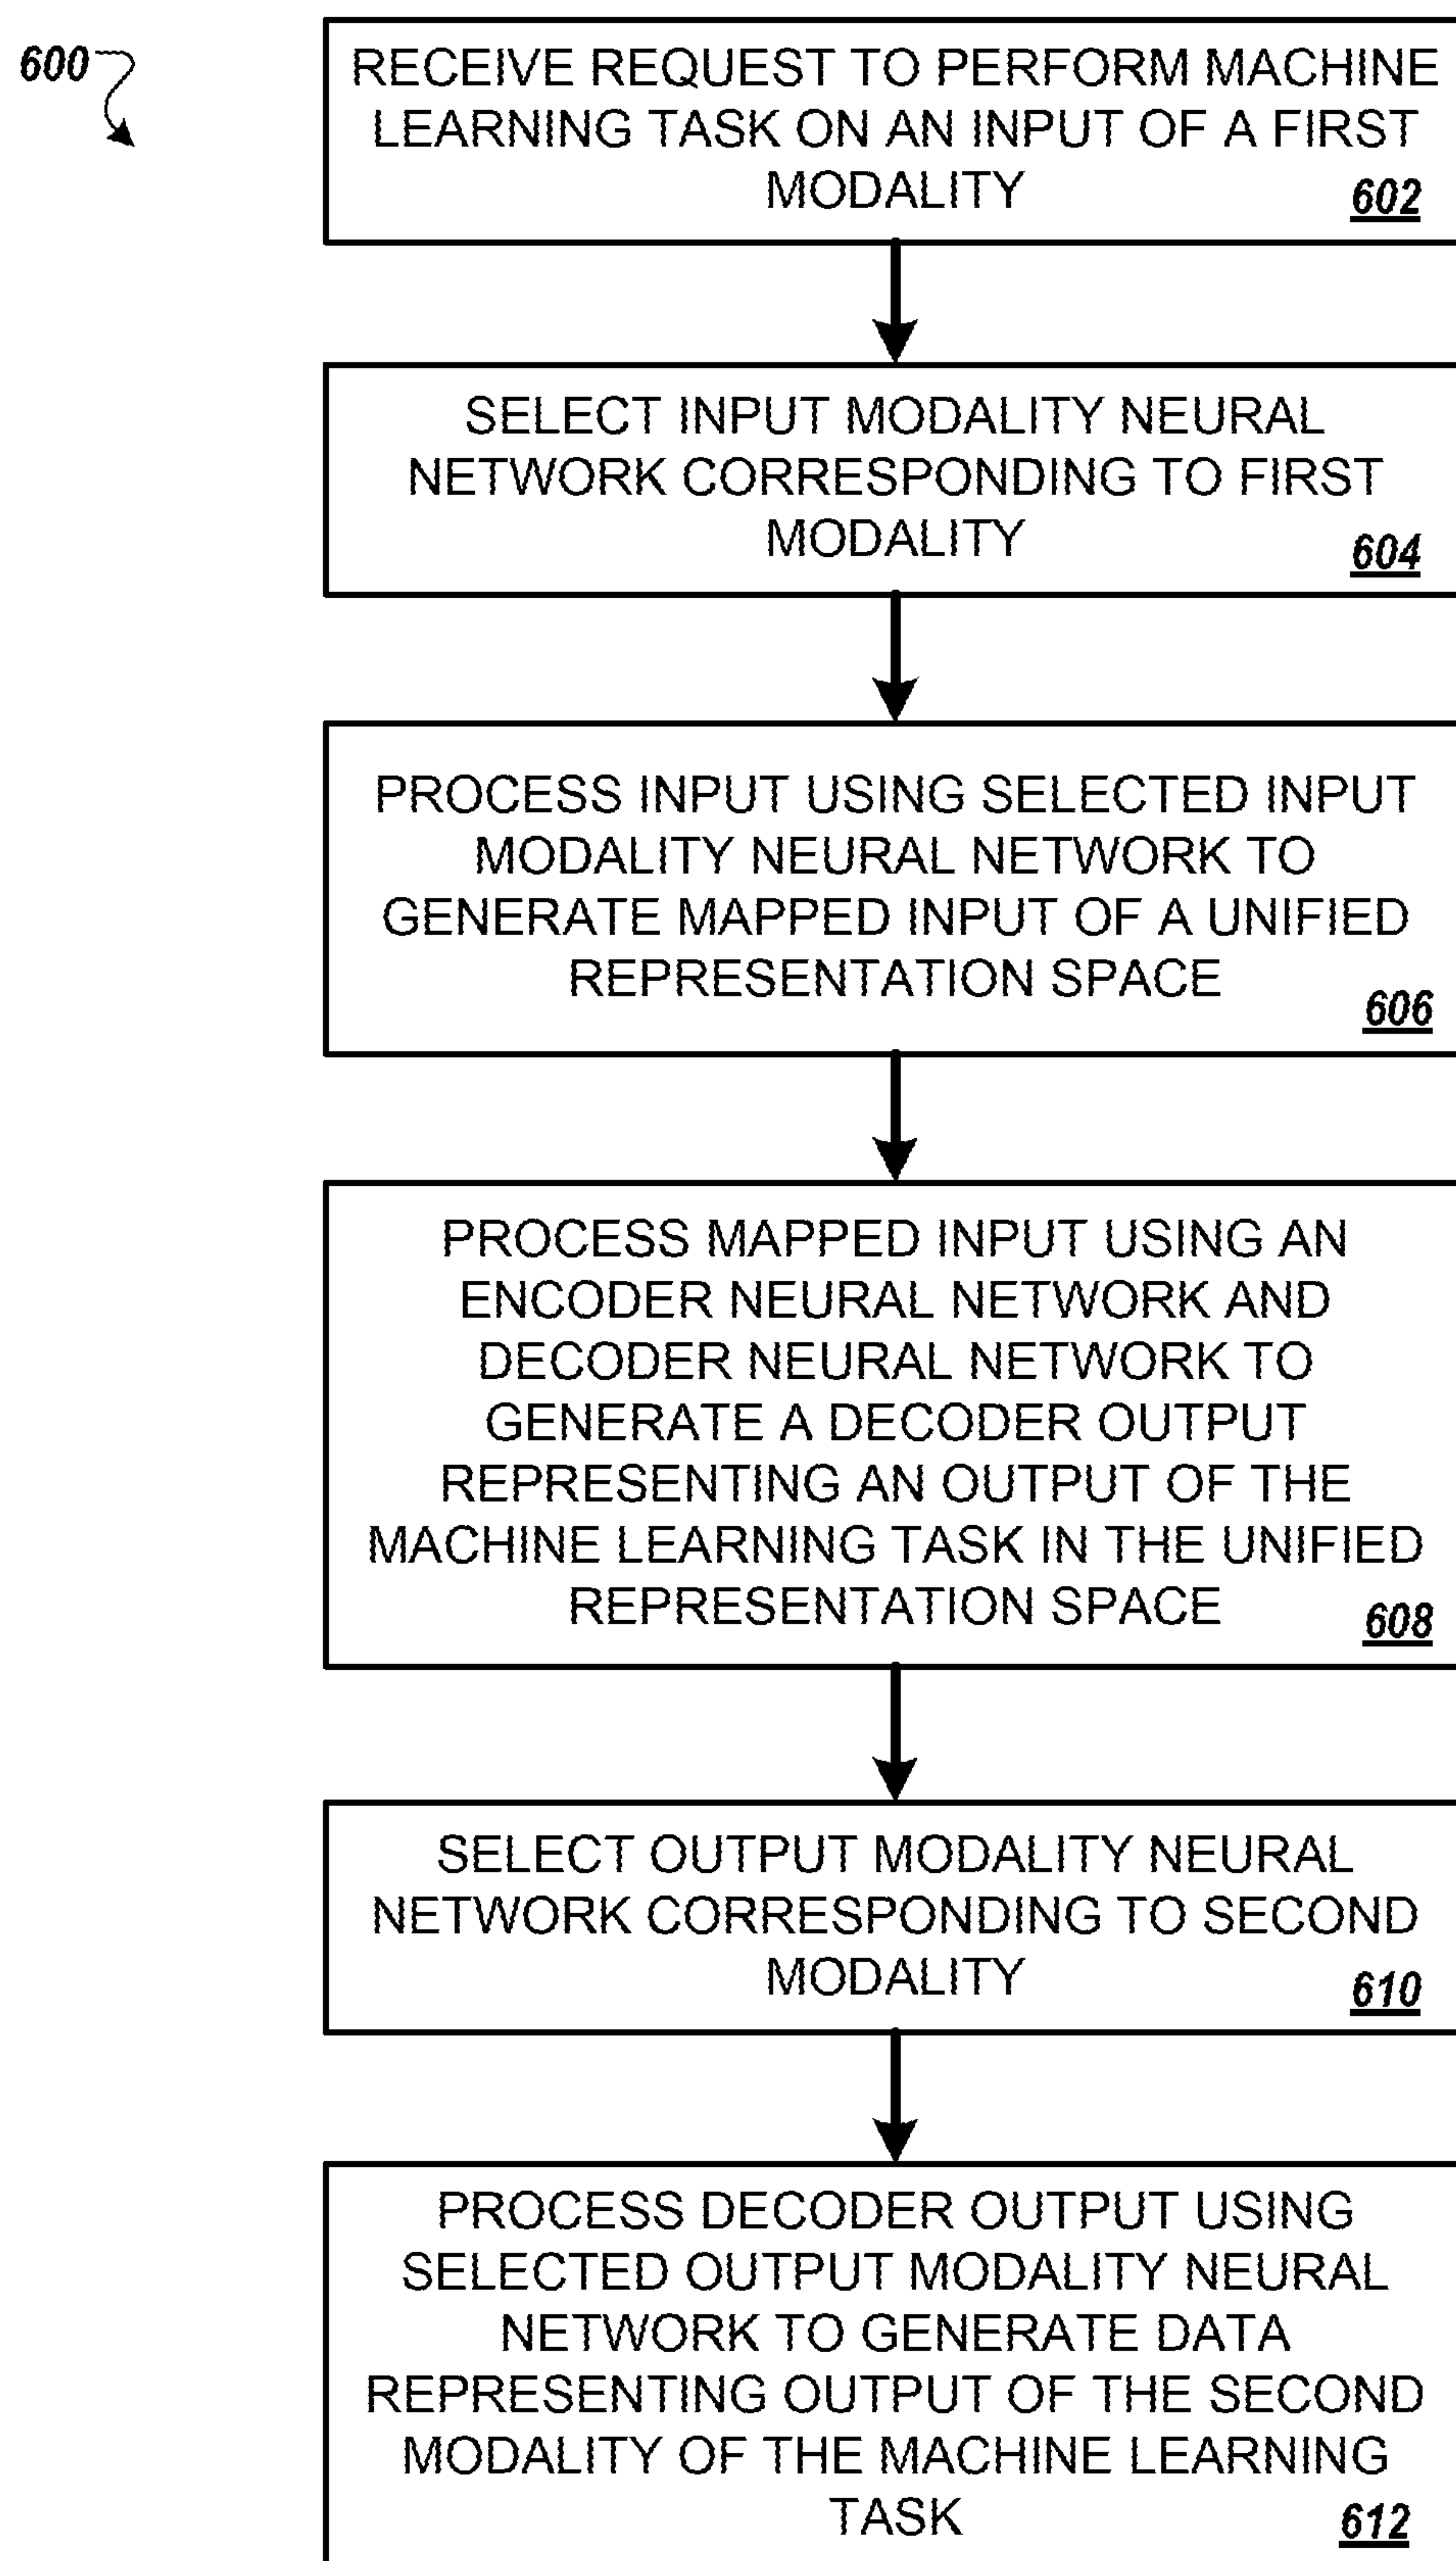 600
RECEIVE REQUEST TO PERFORM MACHINE
LEARNING TASK ON AN INPUT OF A FIRST
MODALITY
602
SELECT INPUT MODALITY NEURAL
NETWORK CORRESPONDING TO FIRST
MODALITY
604
PROCESS INPUT USING SELECTED INPUT
MODALITY NEURAL NETWORK TO
GENERATE MAPPED INPUT OF A UNIFIED
REPRESENTATION SPACE
606
PROCESS MAPPED INPUT USING AN
ENCODER NEURAL NETWORK AND
DECODER NEURAL NETWORK TO
GENERATE A DECODER OUTPUT
REPRESENTING AN OUTPUT OF THE
MACHINE LEARNING TASK IN THE UNIFIED
REPRESENTATION SPACE
608
SELECT OUTPUT MODALITY NEURAL
NETWORK CORRESPONDING TO SECOND
MODALITY
610
PROCESS DECODER OUTPUT USING
SELECTED OUTPUT MODALITY NEURAL
NETWORK TO GENERATE DATA
REPRESENTING OUTPUT OF THE SECOND
MODALITY OF THE MACHINE LEARNING
TASK
612